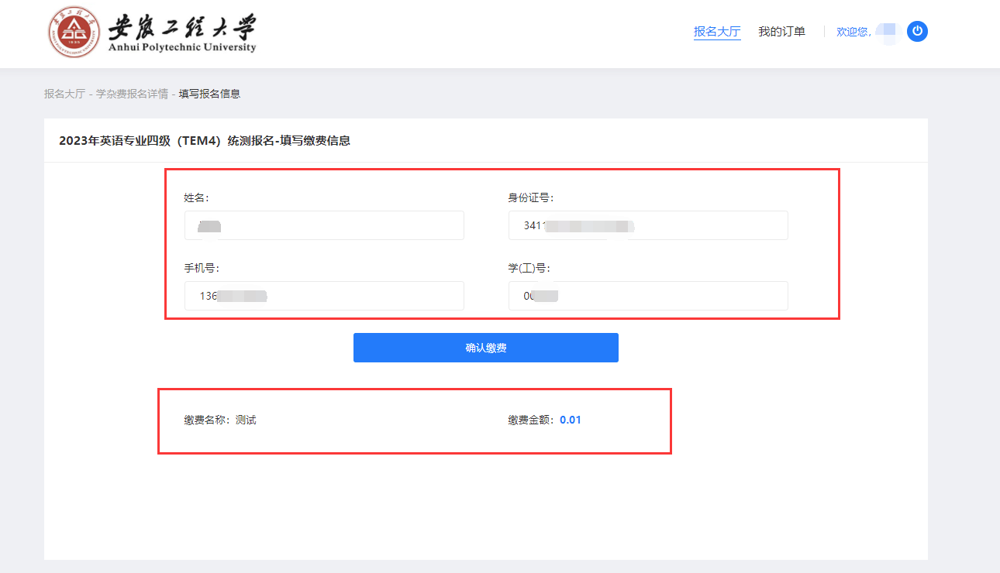 安徽工程大学
Anhui Polytechnic University
报名大厅 我的订单 欢迎您,
报名大厅 - 学杂费报名详情 - 填写报名信息
2023年英语专业四级（TEM4）统测报名-填写缴费信息
姓名： 身份证号：
3411
手机号： 学(工)号：
136 00
确认缴费
缴费名称：测试 缴费金额：0.01